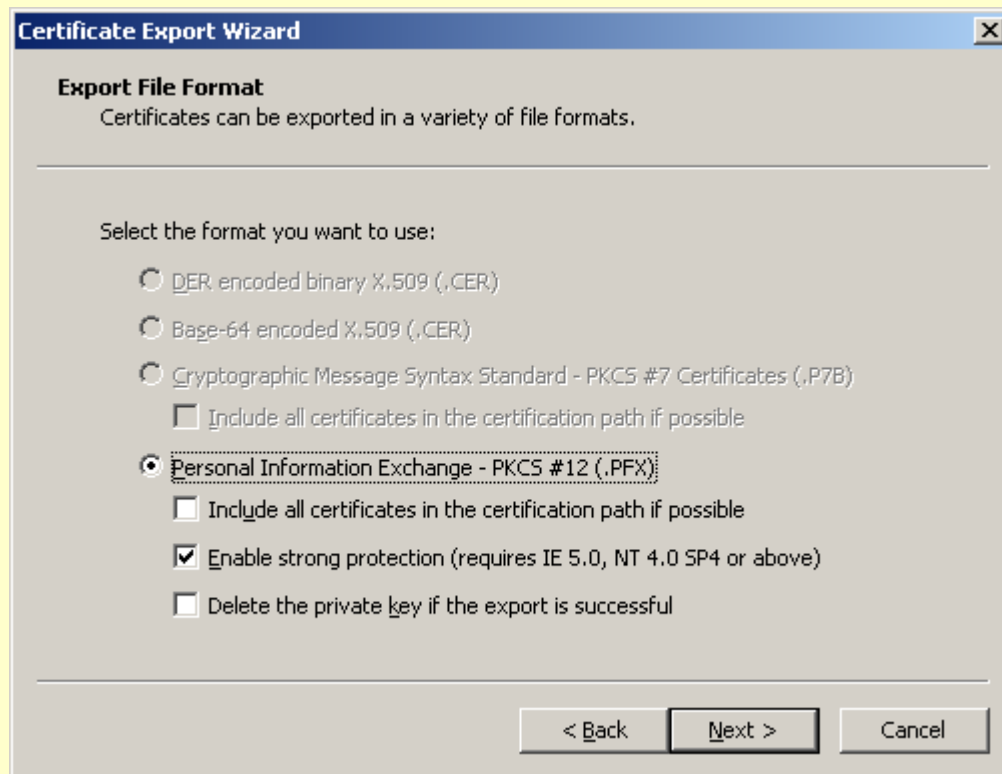 Certificate Export Wizard
Export File Format
Certificates can be exported in a variety of file formats.
Select the format you want to use:
DER encoded binary X.509 (.CER)
Base-64 encoded X.509 (.CER)
Cryptographic Message Syntax Standard - PKCS #7 Certificates (.P7B)
Include all certificates in the certification path if possible
Personal Information Exchange - PKCS #12 (.PFX)
Include all certificates in the certification path if possible
Enable strong protection (requires IE 5.0, NT 4.0 SP4 or above)
Delete the private key if the export is successful
< Back Next > Cancel